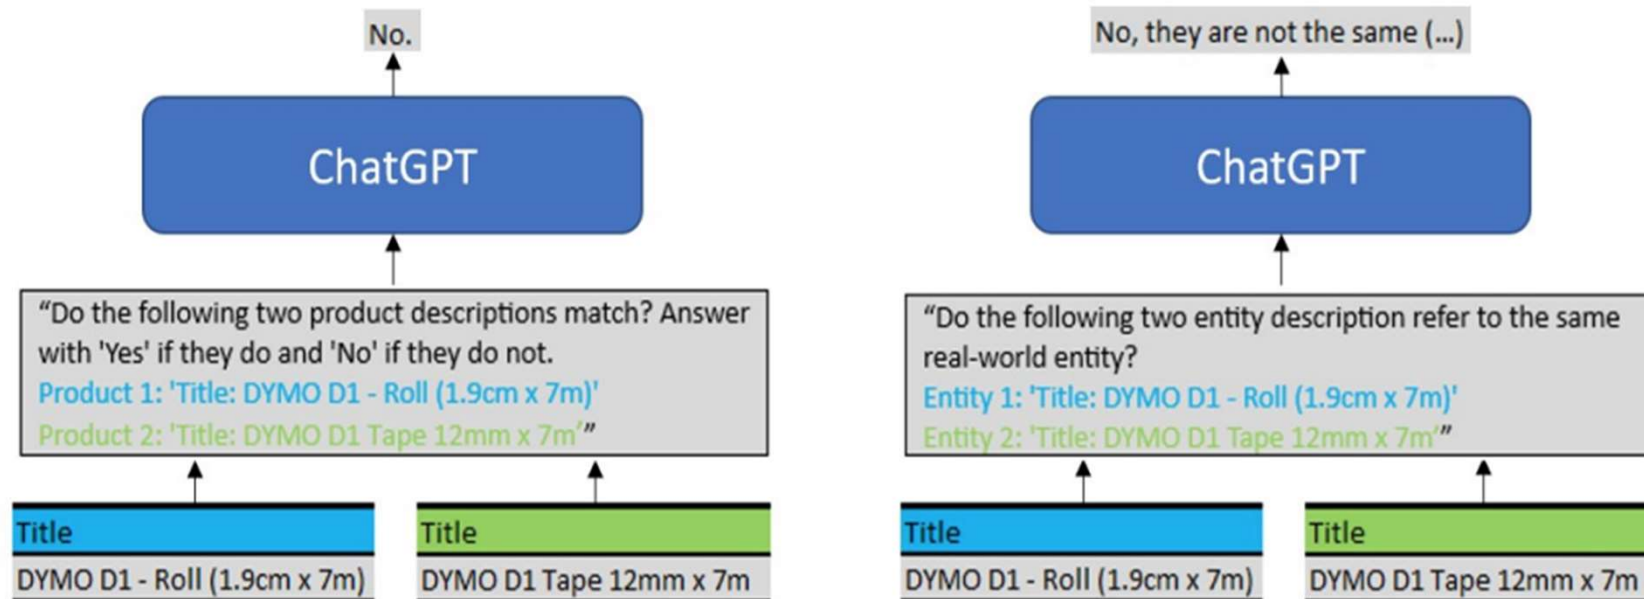 No.
ChatGPT
“Do the following two product descriptions match? Answer
with 'Yes' if they do and 'No' if they do not.
Product 1: 'Title: DYMO D1 - Roll (1.9cm x 7m)'
Product 2: 'Title: DYMO D1 Tape 12mm x 7m'”
Title
DYMO D1 - Roll (1.9cm x 7m)
Title
DYMO D1 Tape 12mm x 7m
No, they are not the same (...)
ChatGPT
“Do the following two entity description refer to the same
real-world entity?
Entity 1: 'Title: DYMO D1 - Roll (1.9cm x 7m)'
Entity 2: 'Title: DYMO D1 Tape 12mm x 7m'”
Title
DYMO D1 - Roll (1.9cm x 7m)
Title
DYMO D1 Tape 12mm x 7m